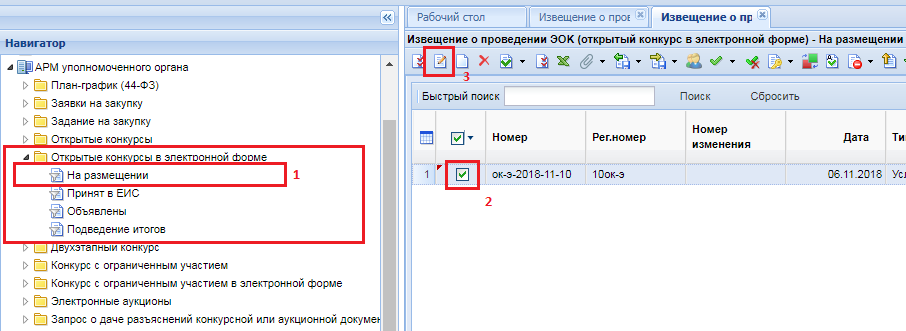 Рабочий стол
Извещение о пров
Извещение о пр
Навигатор
Извещение о проведении ЭОК (открытый конкурс в электронной форме) - На размещении
АРМ уполномоченого органа
План-график (44-ФЗ)
Заявки на закупку
Задание на закупку
Открытые конкурсы
Открытые конкурсы в электронной форме
На размещении
Принят в ЕИС
Объявлены
Подведение итогов
Двухэтапный конкурс
Конкурс с ограниченным участием
Конкурс с ограниченным участием в электронной форме
Электронные аукционы
Запрос о даче разъяснений конкурсной или аукционной докумен
1
3
Быстрый поиск
Поиск
Сбросить
Номер
Рег.номер
Номер изменения
Дата
Ти
1
ок-э-2018-11-10
10ок-э
06.11.2018
Усл
2